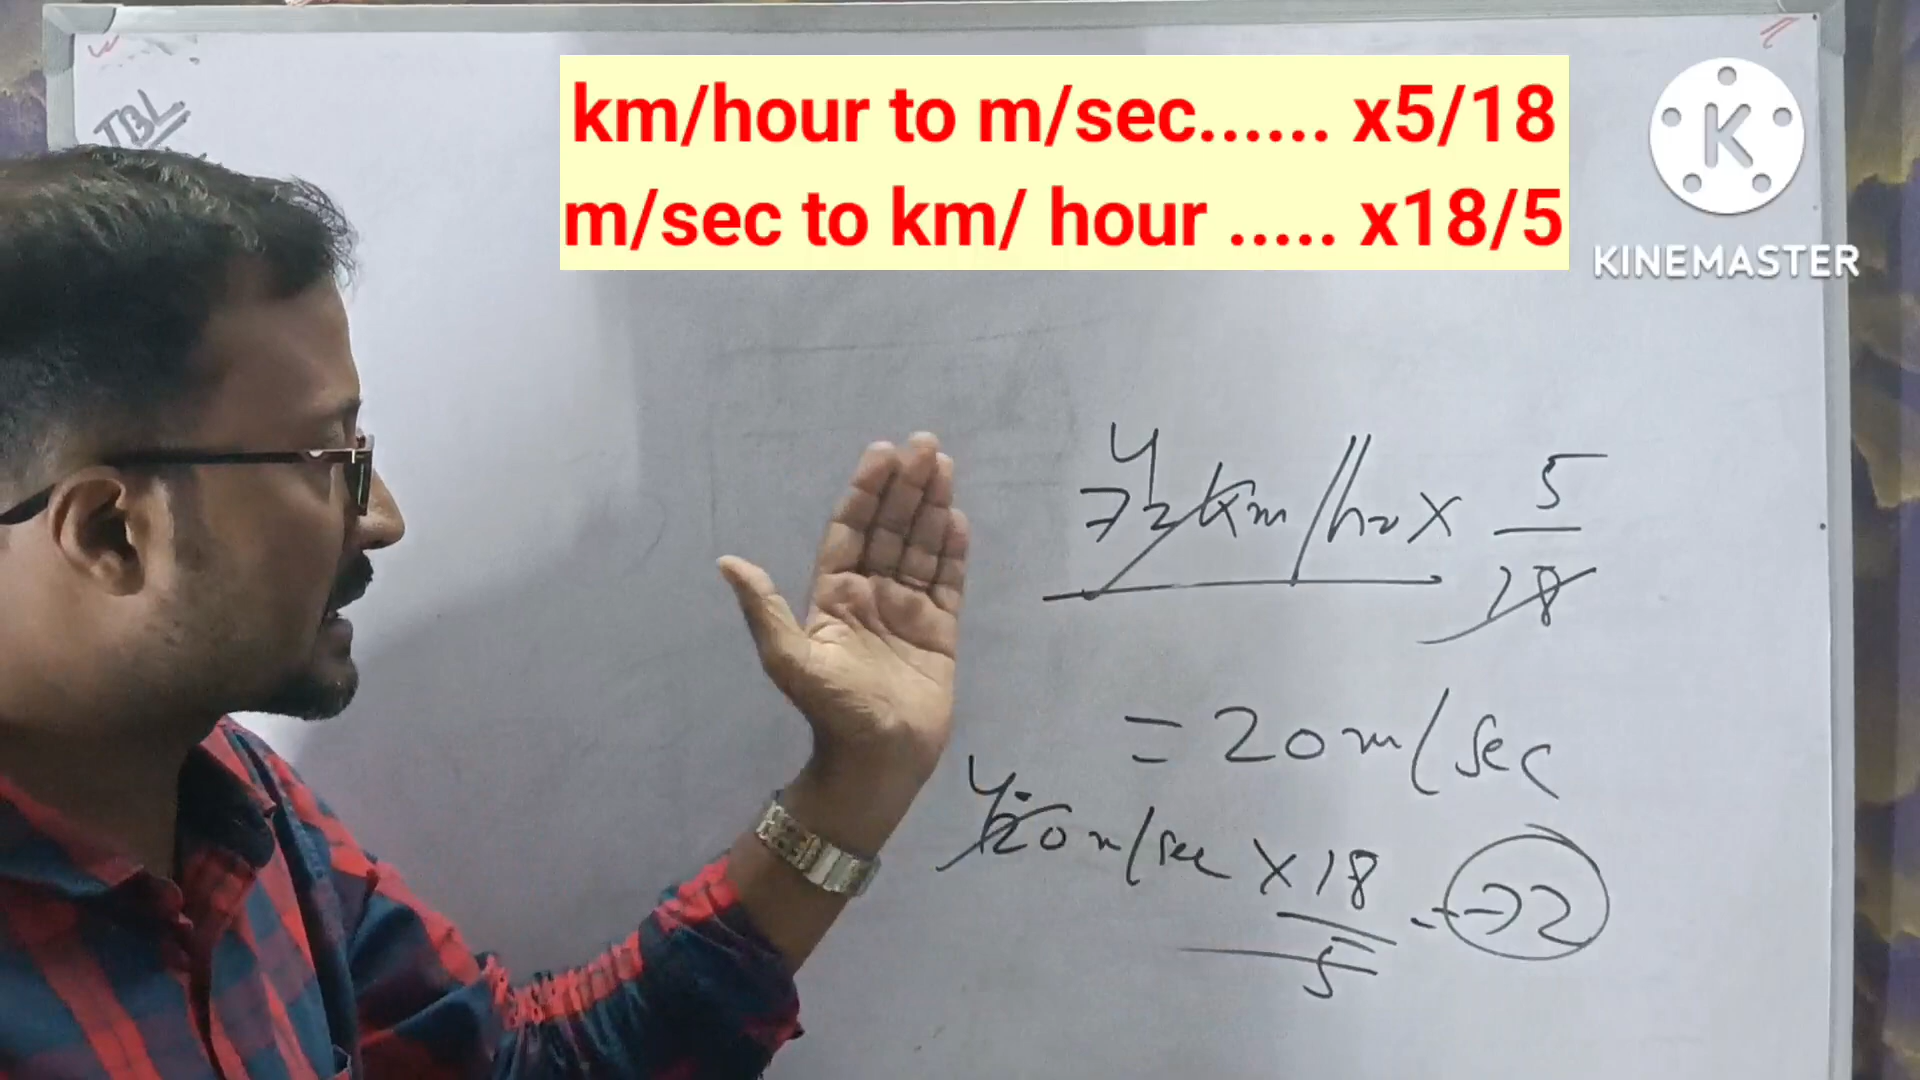 TBL
km/hour to m/sec...... x5/18
m/sec to km/ hour ..... x18/5
K
KINEMASTER
4
72 km/hr x 5/18
= 20 m/sec
4
20 m/sec x 18/5 = 72